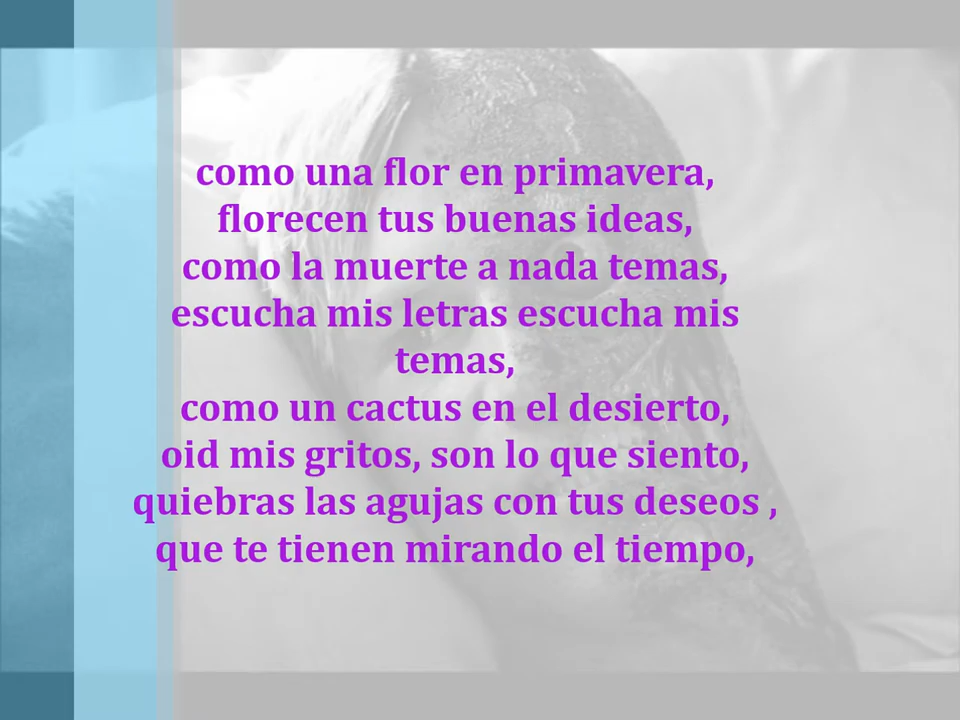 como una flor en primavera,
florecen tus buenas ideas,
como la muerte a nada temas,
escucha mis letras escucha mis
temas,
como un cactus en el desierto,
oid mis gritos, son lo que siento,
quiebras las agujas con tus deseos ,
que te tienen mirando el tiempo,